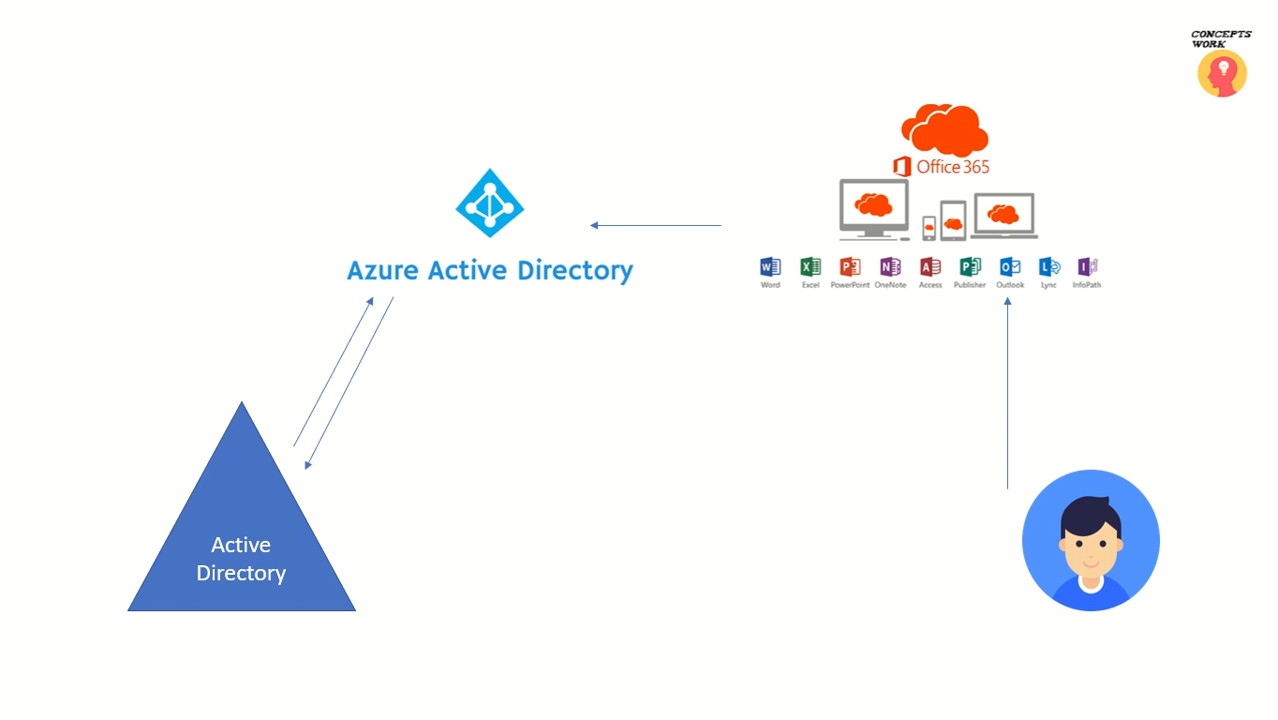 CONCEPTS
WORK
Office 365
Azure Active Directory
Word Excel PowerPoint OneNote Access Publisher Outlook Lync InfoPath
Active
Directory